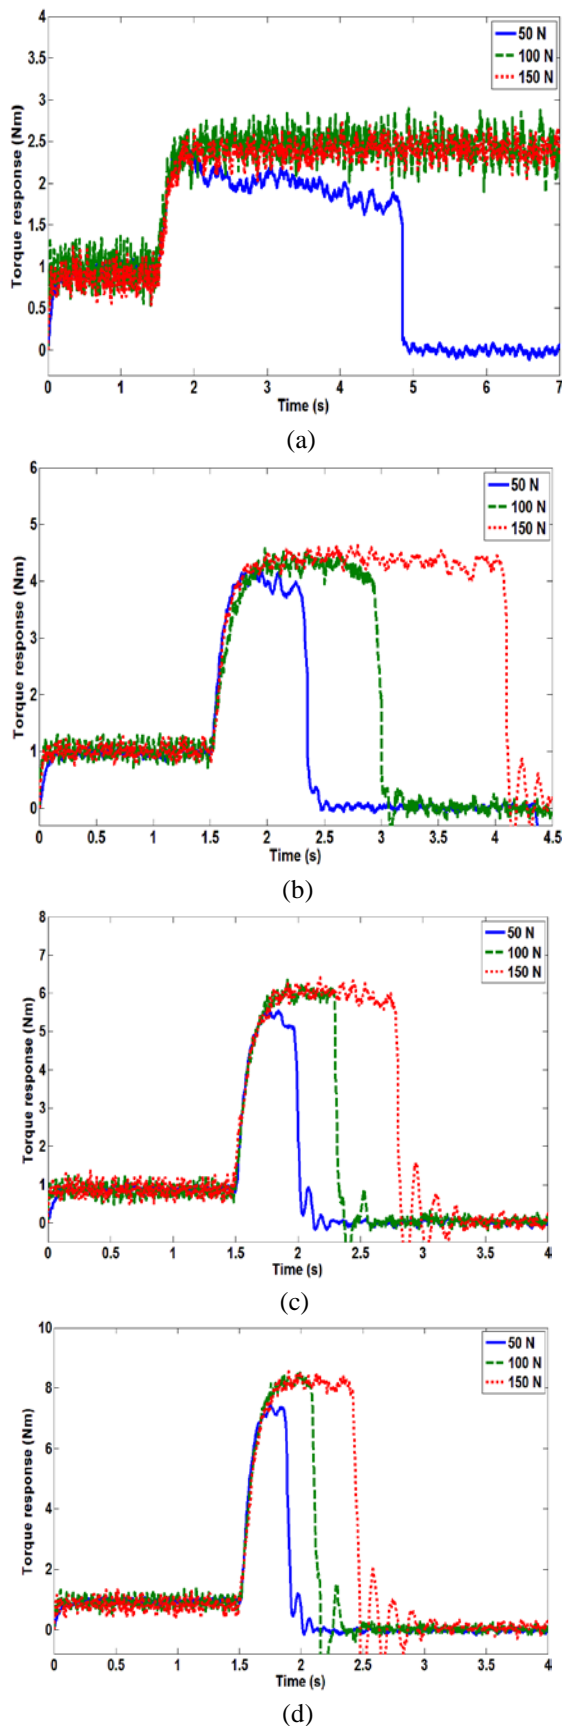 4
3.5
3
2.5
2
1.5
1
0.5
0
Torque response (Nm)
50 N
100 N
150 N
0 1 2 3 4 5 6 7
Time (s)
(a)
6
5
4
3
2
1
0
Torque response (Nm)
50 N
100 N
150 N
0 0.5 1 1.5 2 2.5 3 3.5 4 4.5
Time (s)
(b)
8
7
6
5
4
3
2
1
0
Torque response (Nm)
50 N
100 N
150 N
0 0.5 1 1.5 2 2.5 3 3.5 4
Time (s)
(c)
10
8
6
4
2
0
Torque response (Nm)
50 N
100 N
150 N
0 0.5 1 1.5 2 2.5 3 3.5 4
Time (s)
(d)